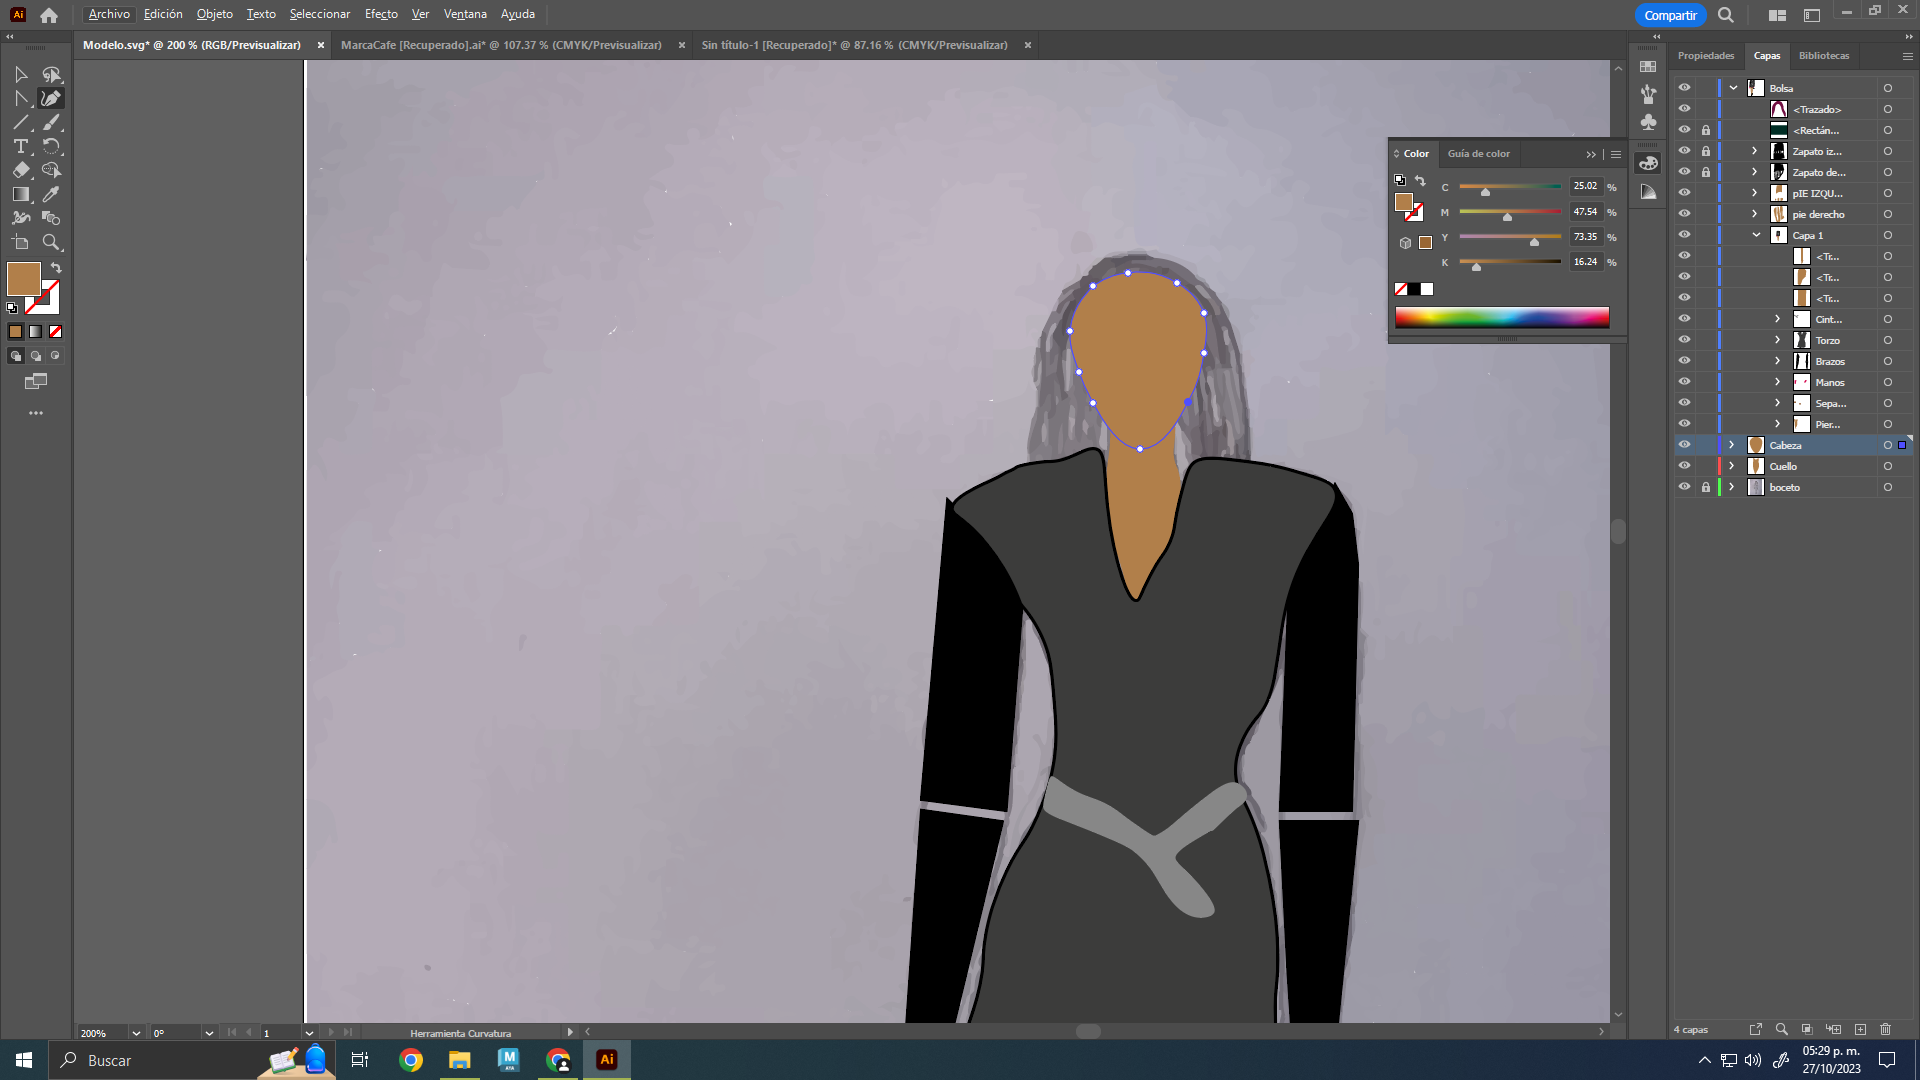 Ai
Archivo
Edición
Objeto
Texto
Seleccionar
Efecto
Ver
Ventana
Ayuda
Compartir
Modelo.svg* @ 200 % (RGB/Previsualizar)
MarcaCafe [Recuperado].ai* @ 107.37 % (CMYK/Previsualizar)
Sin título-1 [Recuperado]* @ 87.16 % (CMYK/Previsualizar)
Propiedades
Capas
Bibliotecas
Bolsa
<Trazado>
<Rectán...
Zapato iz...
Zapato de...
pIE IZQU...
pie derecho
Capa 1
<Tr...
<Tr...
<Tr...
Cint...
Torzo
Brazos
Manos
Sepa...
Pier...
Cabeza
Cuello
boceto
Color
Guía de color
C 25.02 %
M 47.54 %
Y 73.35 %
K 16.24 %
200%
0º
1
Herramienta Curvatura
4 capas
Buscar
M
Ai
05:29 p. m.
27/10/2023